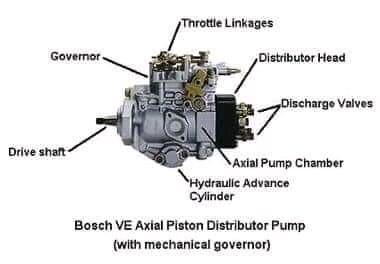 Throttle Linkages
Governor
Distributor Head
Discharge Valves
Drive shaft
Axial Pump Chamber
Hydraulic Advance
Cylinder
Bosch VE Axial Piston Distributor Pump
(with mechanical governor)